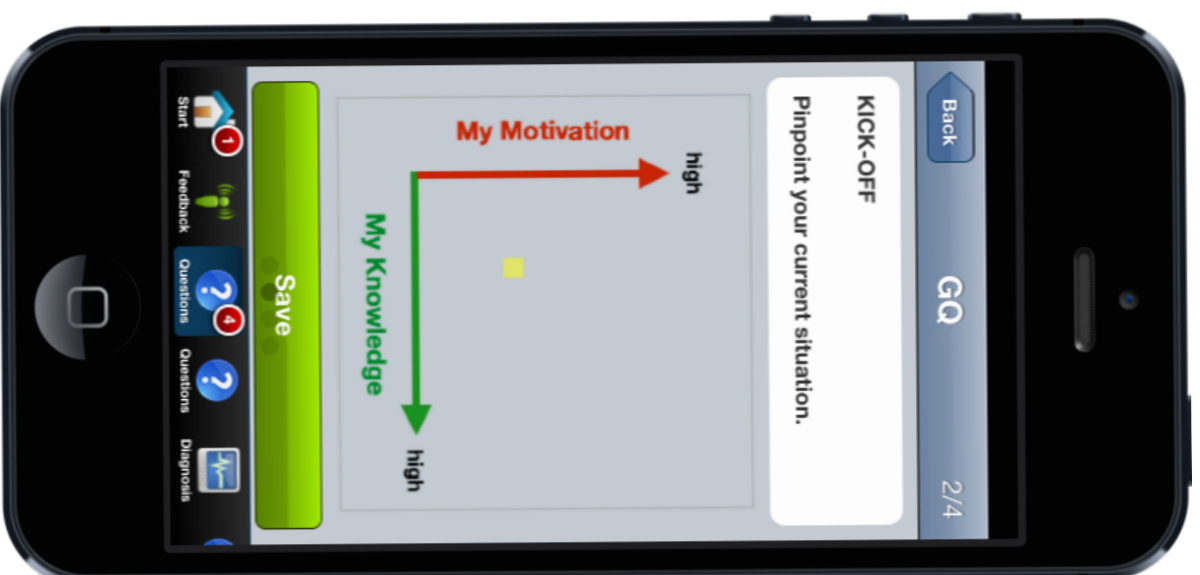 Back
GQ
2/4
KICK-OFF
Pinpoint your current situation.
high
My Motivation
My Knowledge
high
Save
1
4
Start
Feedback
Questions
Questions
Diagnosis